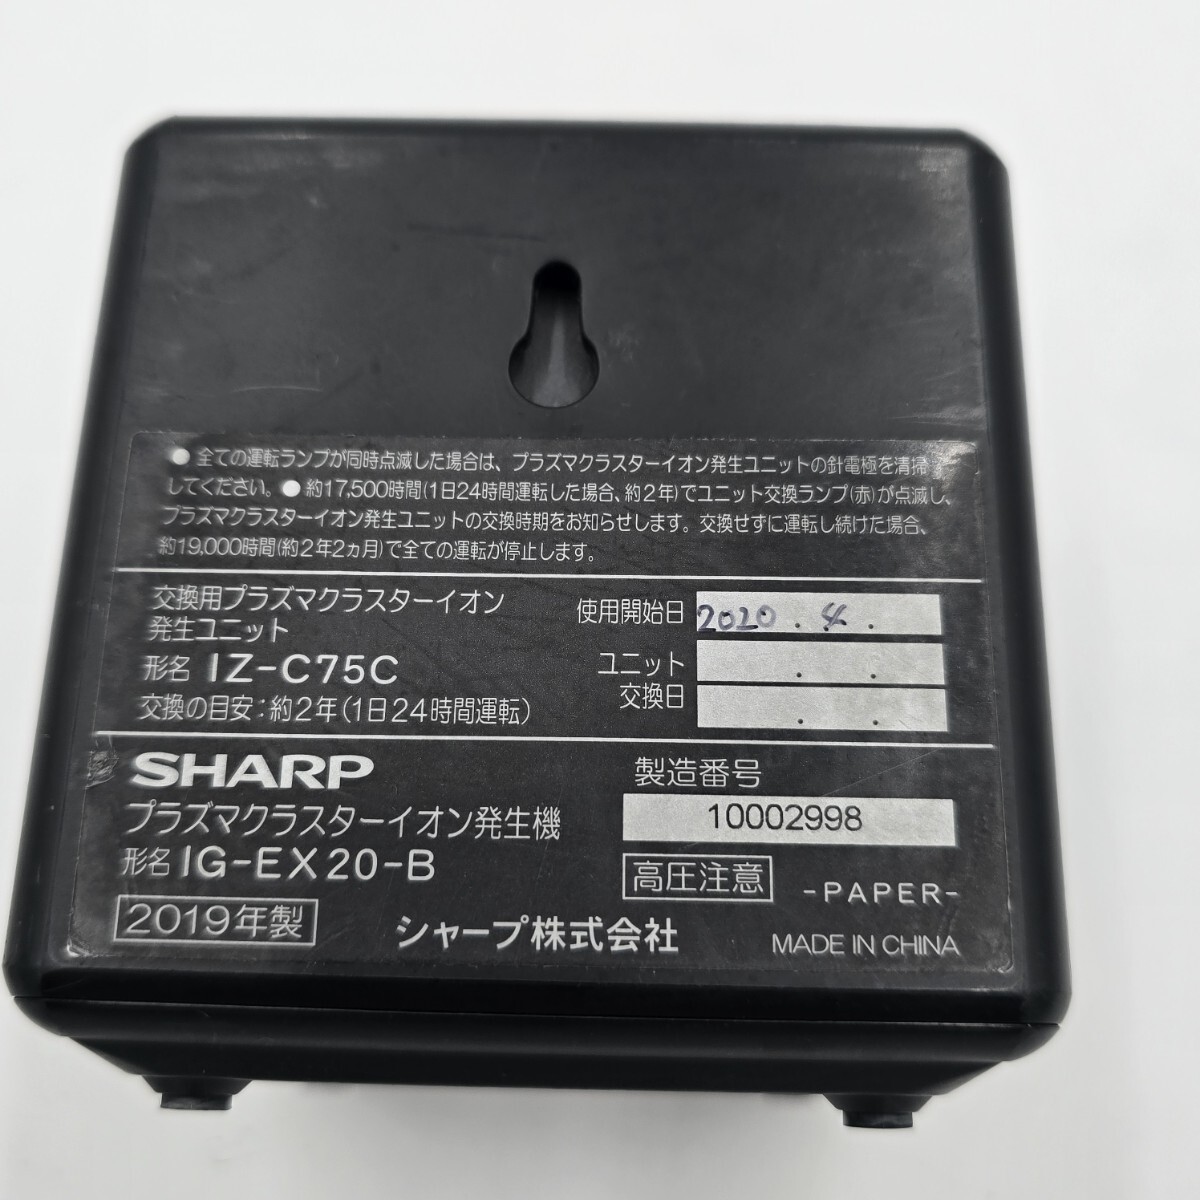 ● 全ての運転ランプが同時点滅した場合は、プラズマクラスターイオン発生ユニットの針電極を清掃
してください。● 約17,500時間(1日24時間運転した場合、約2年)でユニット交換ランプ(赤)が点滅し、
プラズマクラスターイオン発生ユニットの交換時期をお知らせします。交換せずに運転し続けた場合、
約19,000時間(約2年2ヵ月)で全ての運転が停止します。
交換用プラズマクラスターイオン
発生ユニット
形名 IZ-C75C
交換の目安：約2年(1日24時間運転)
使用開始日 2020 . 4 .
ユニット . .
交換日 . .
SHARP
プラズマクラスターイオン発生機
形名 IG-EX20-B
2019年製
製造番号
10002998
高圧注意 -PAPER-
シャープ株式会社 MADE IN CHINA